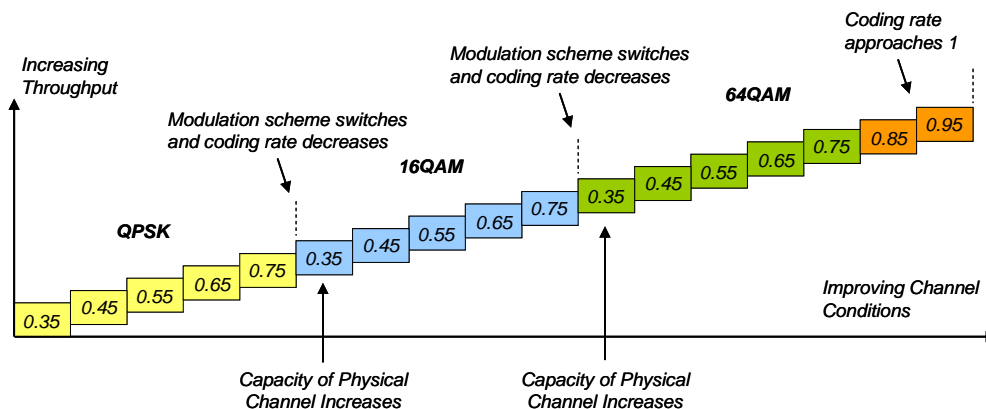 Coding rate
approaches 1
Increasing
Throughput
Modulation scheme switches
and coding rate decreases
64QAM
Modulation scheme switches
and coding rate decreases
16QAM
QPSK
0.35
0.45
0.55
0.65
0.75
0.35
0.45
0.55
0.65
0.75
0.35
0.45
0.55
0.65
0.75
0.85
0.95
Improving Channel
Conditions
Capacity of Physical
Channel Increases
Capacity of Physical
Channel Increases